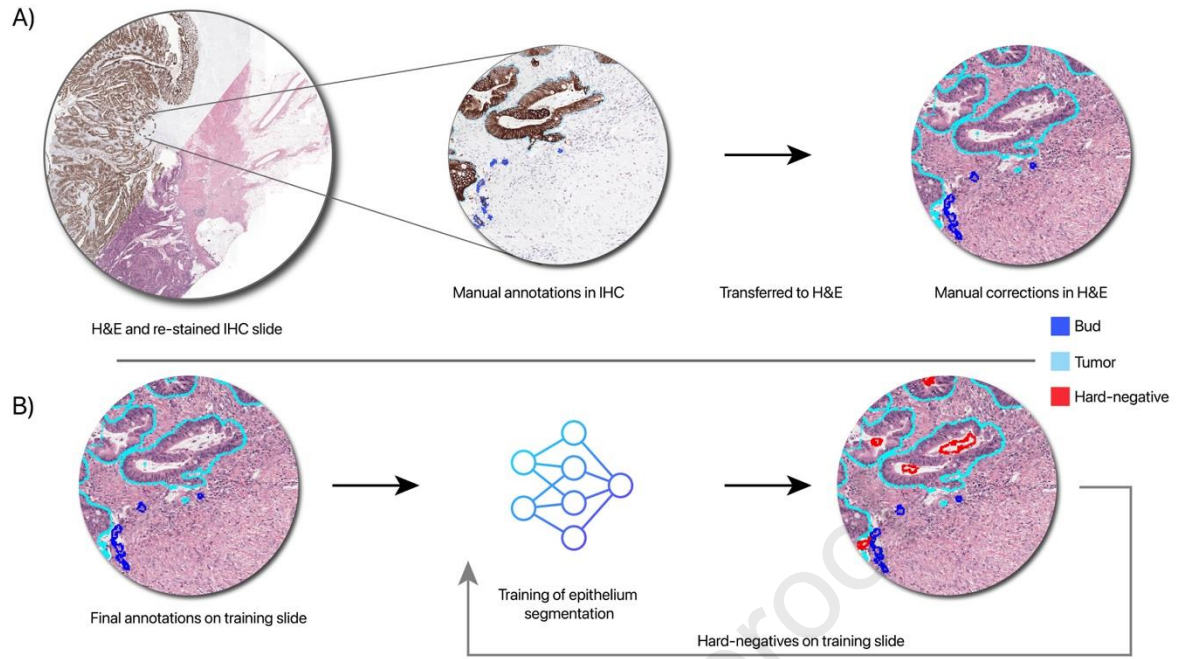 A)
Manual annotations in IHC
Transferred to H&E
Manual corrections in H&E
H&E and re-stained IHC slide
Bud
Tumor
Hard-negative
B)
Final annotations on training slide
Training of epithelium
segmentation
Hard-negatives on training slide